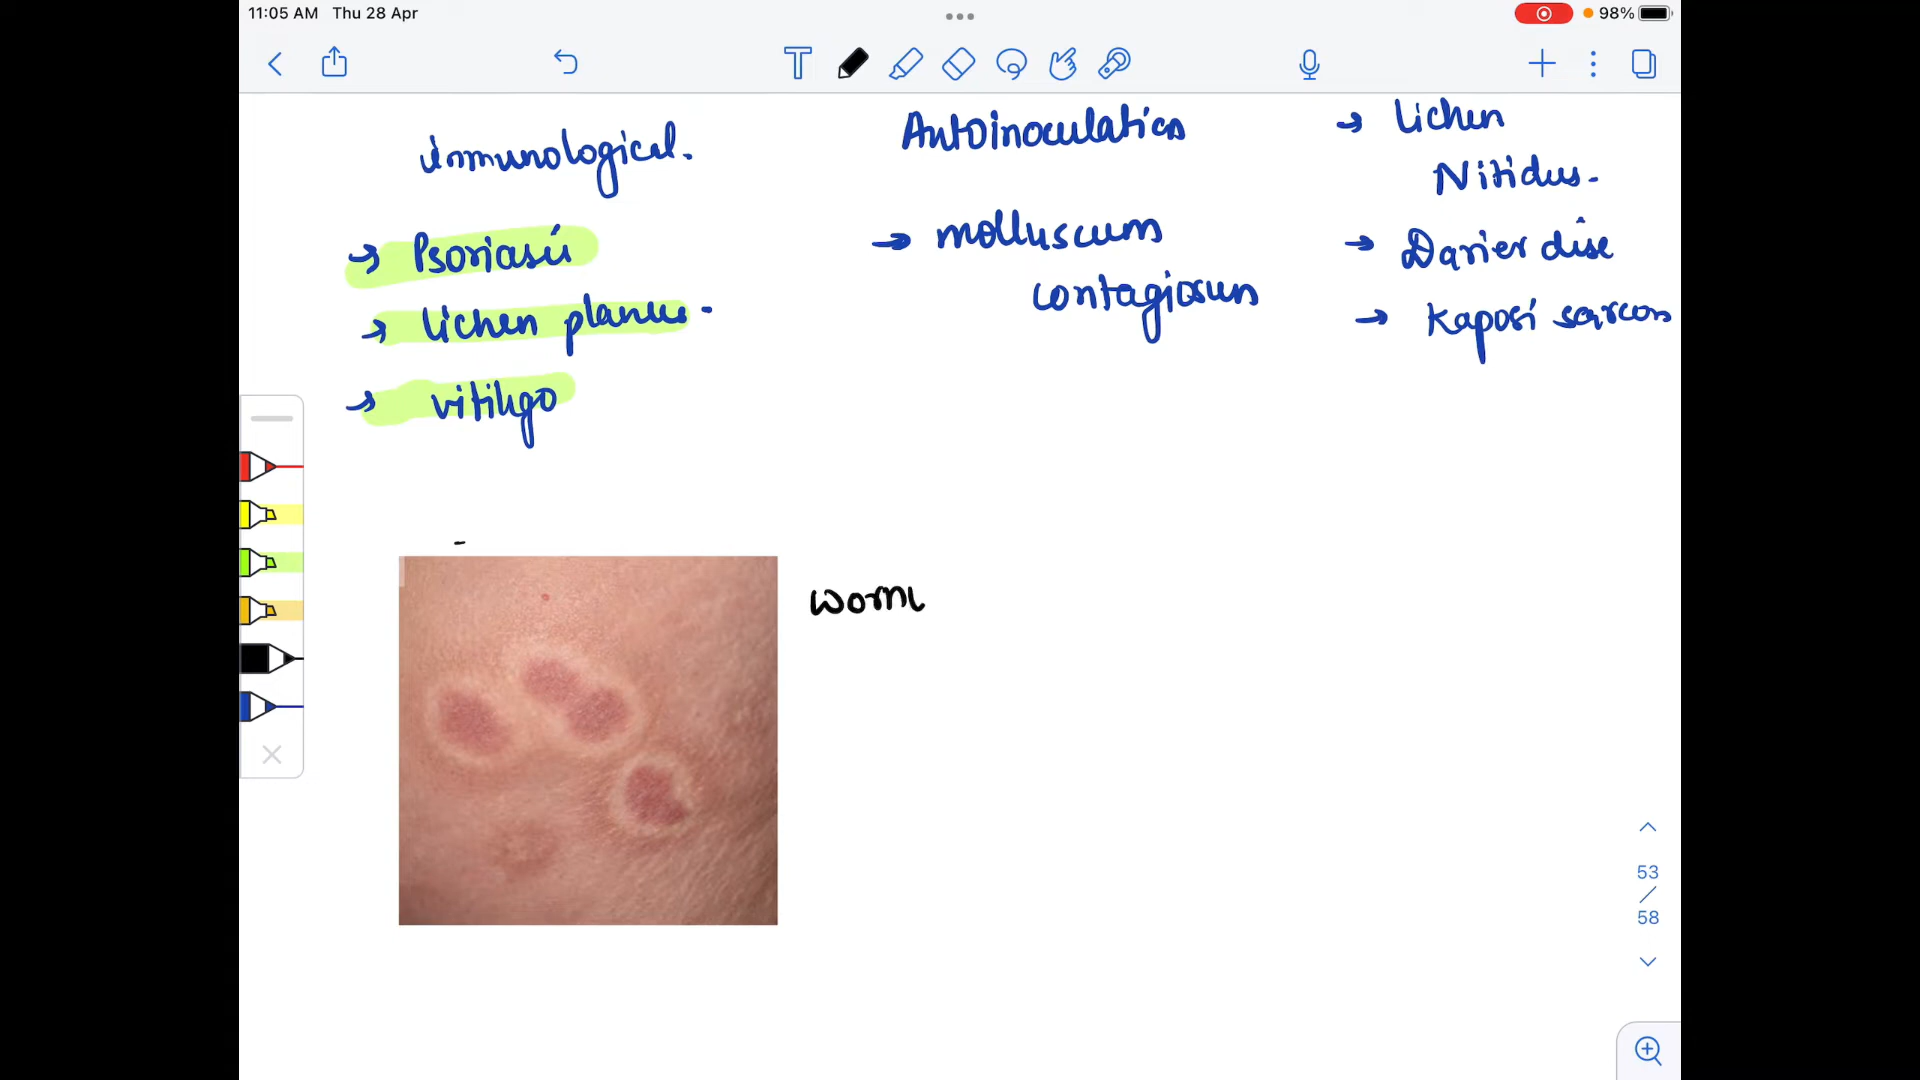 11:05 AM Thu 28 Apr
98%
immunological.
Autoinoculation
→ Lichen
Nitidus.
→ Psoriasis
→ molluscum
contagiosum
→ Darier dise
→ lichen planus.
→ Kaposi sarcom
→ vitiligo
woron
53
58